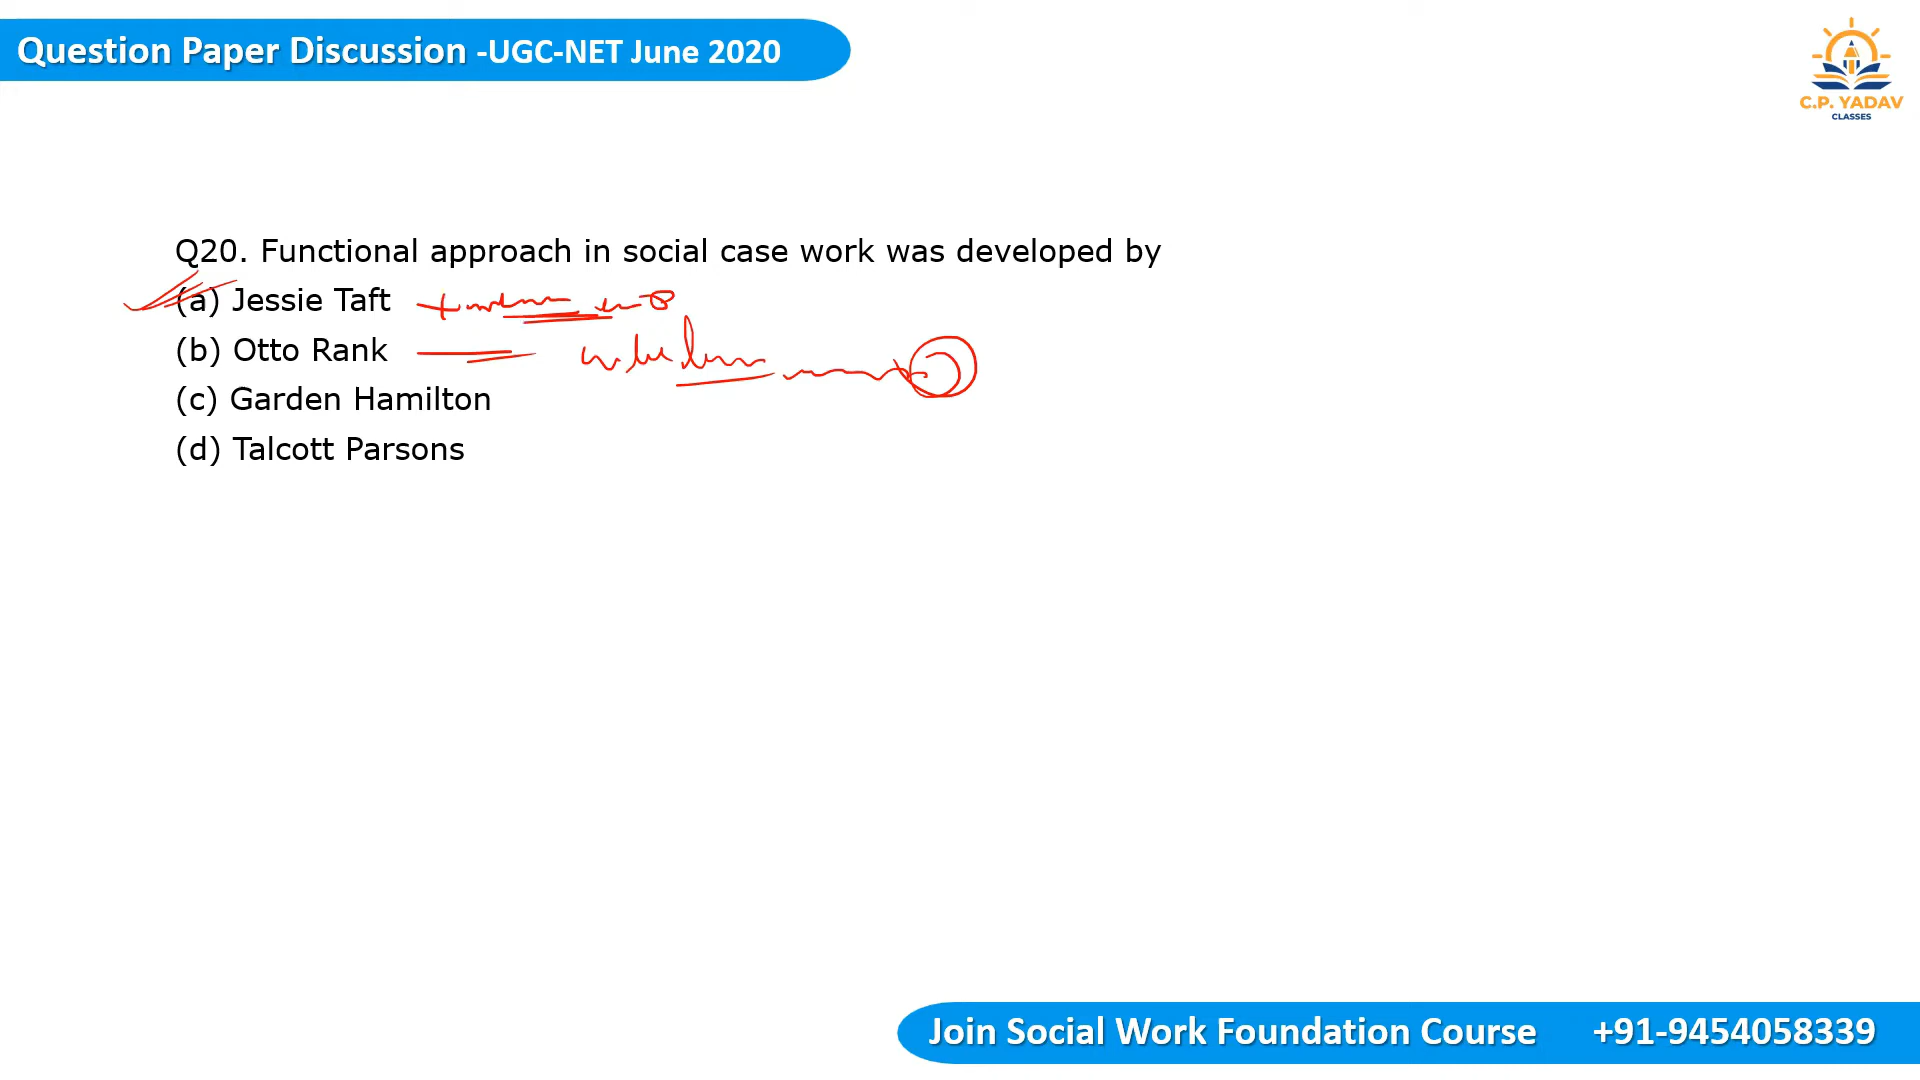 Question Paper Discussion -UGC-NET June 2020
C.P. YADAV
CLASSES
Q20. Functional approach in social case work was developed by
(a) Jessie Taft
(b) Otto Rank
(c) Garden Hamilton
(d) Talcott Parsons
Join Social Work Foundation Course +91-9454058339